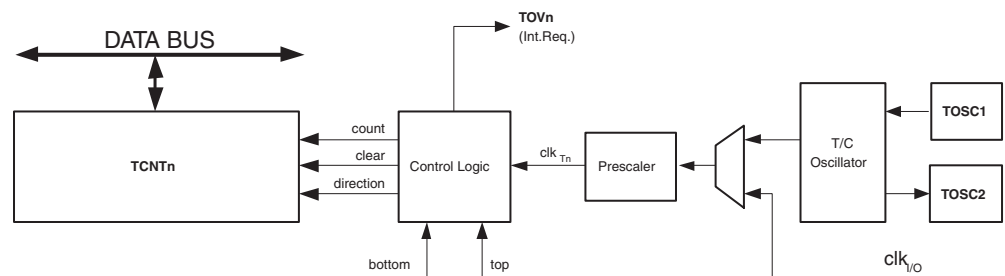 TOVn
(Int.Req.)
DATA BUS
TCNTn
count
clear
direction
Control Logic
clk Tn
Prescaler
T/C
Oscillator
TOSC1
TOSC2
bottom
top
clk I/O